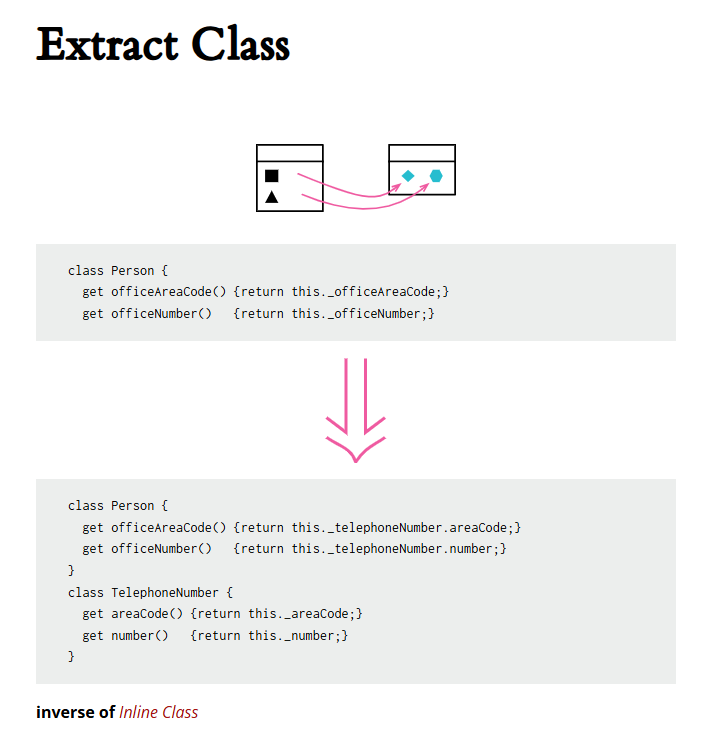 Extract Class
class Person {
  get officeAreaCode() {return this._officeAreaCode;}
  get officeNumber()   {return this._officeNumber;}
class Person {
  get officeAreaCode() {return this._telephoneNumber.areaCode;}
  get officeNumber()   {return this._telephoneNumber.number;}
}
class TelephoneNumber {
  get areaCode() {return this._areaCode;}
  get number()   {return this._number;}
}
inverse of Inline Class